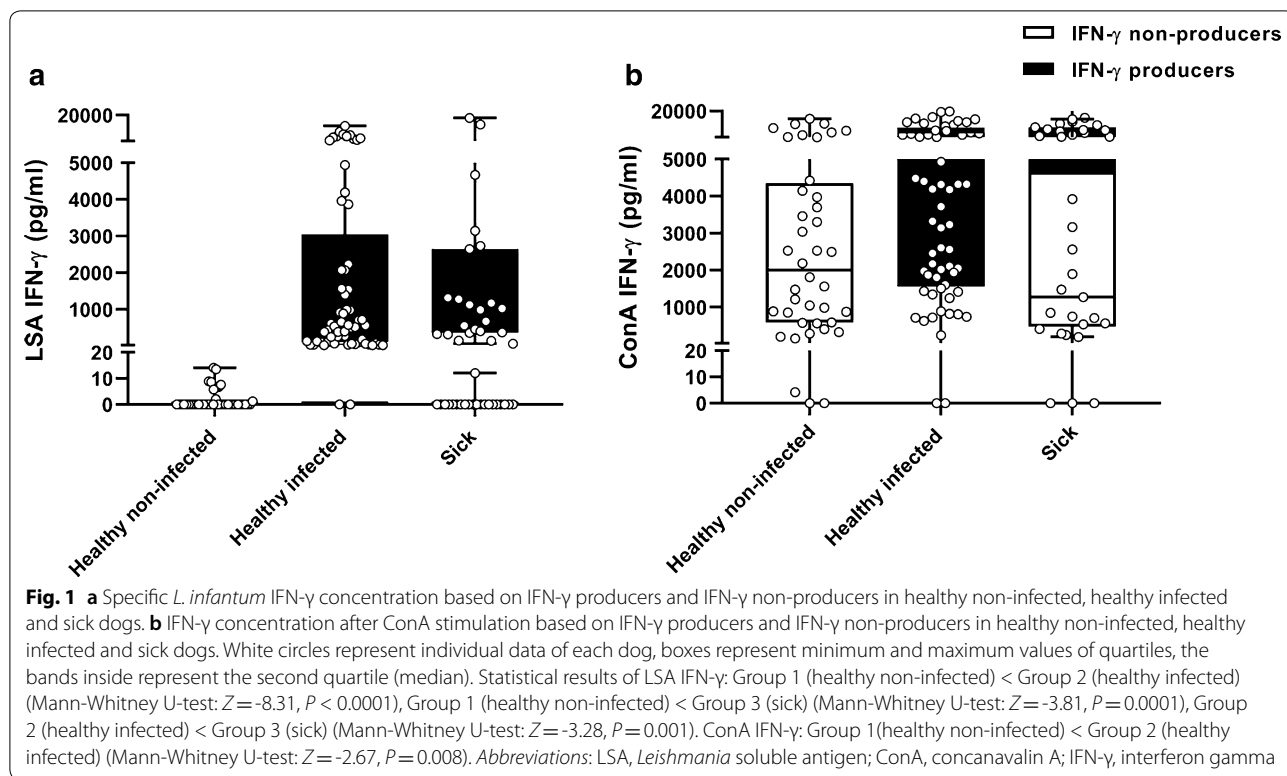 IFN-γ non-producers
IFN-γ producers
a
20000
5000
4000
3000
2000
1000
20
10
0
LSA IFN-γ (pg/ml)
Healthy non-infected
Healthy infected
Sick
b
20000
5000
4000
3000
2000
1000
20
10
0
ConA IFN-γ (pg/ml)
Healthy non-infected
Healthy infected
Sick
Fig. 1 a Specific L. infantum IFN-γ concentration based on IFN-γ producers and IFN-γ non-producers in healthy non-infected, healthy infected
and sick dogs. b IFN-γ concentration after ConA stimulation based on IFN-γ producers and IFN-γ non-producers in healthy non-infected, healthy
infected and sick dogs. White circles represent individual data of each dog, boxes represent minimum and maximum values of quartiles, the
bands inside represent the second quartile (median). Statistical results of LSA IFN-γ: Group 1 (healthy non-infected) < Group 2 (healthy infected)
(Mann-Whitney U-test: Z = -8.31, P < 0.0001), Group 1 (healthy non-infected) < Group 3 (sick) (Mann-Whitney U-test: Z = -3.81, P = 0.0001), Group
2 (healthy infected) < Group 3 (sick) (Mann-Whitney U-test: Z = -3.28, P = 0.001). ConA IFN-γ: Group 1(healthy non-infected) < Group 2 (healthy
infected) (Mann-Whitney U-test: Z = -2.67, P = 0.008). Abbreviations: LSA, Leishmania soluble antigen; ConA, concanavalin A; IFN-γ, interferon gamma